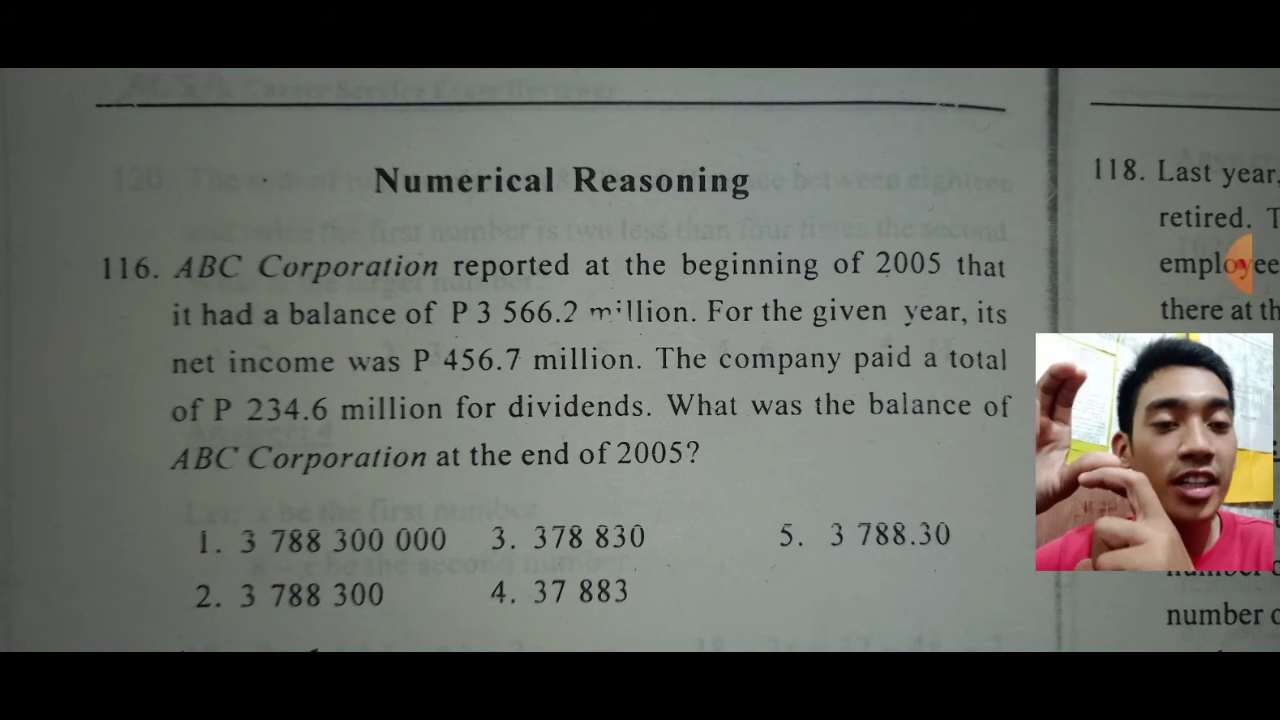 Numerical Reasoning
116. ABC Corporation reported at the beginning of 2005 that
it had a balance of P 3 566.2 million. For the given year, its
net income was P 456.7 million. The company paid a total
of P 234.6 million for dividends. What was the balance of
ABC Corporation at the end of 2005?
1. 3 788 300 000 3. 378 830 5. 3 788.30
2. 3 788 300 4. 37 883
118. Last year,
retired. T
employee
there at th
number o